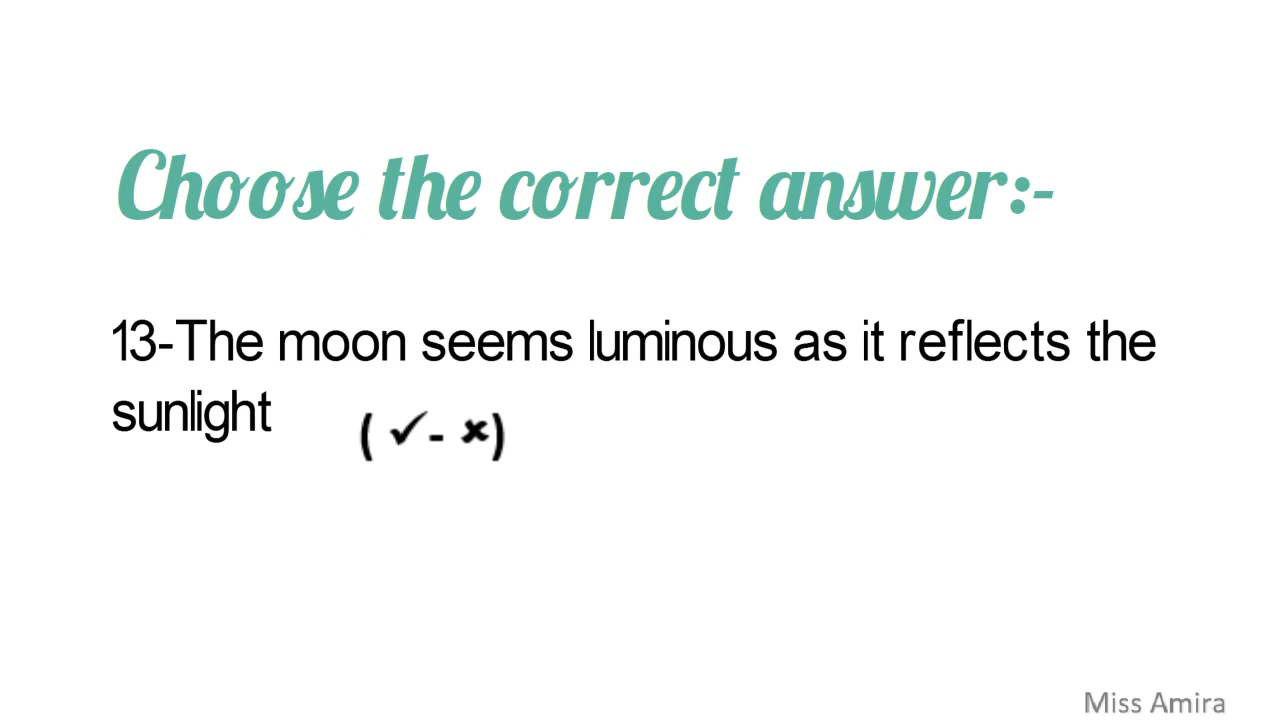 Choose the correct answer:-
13-The moon seems luminous as it reflects the
sunlight
( ✓- ✗)
Miss Amira